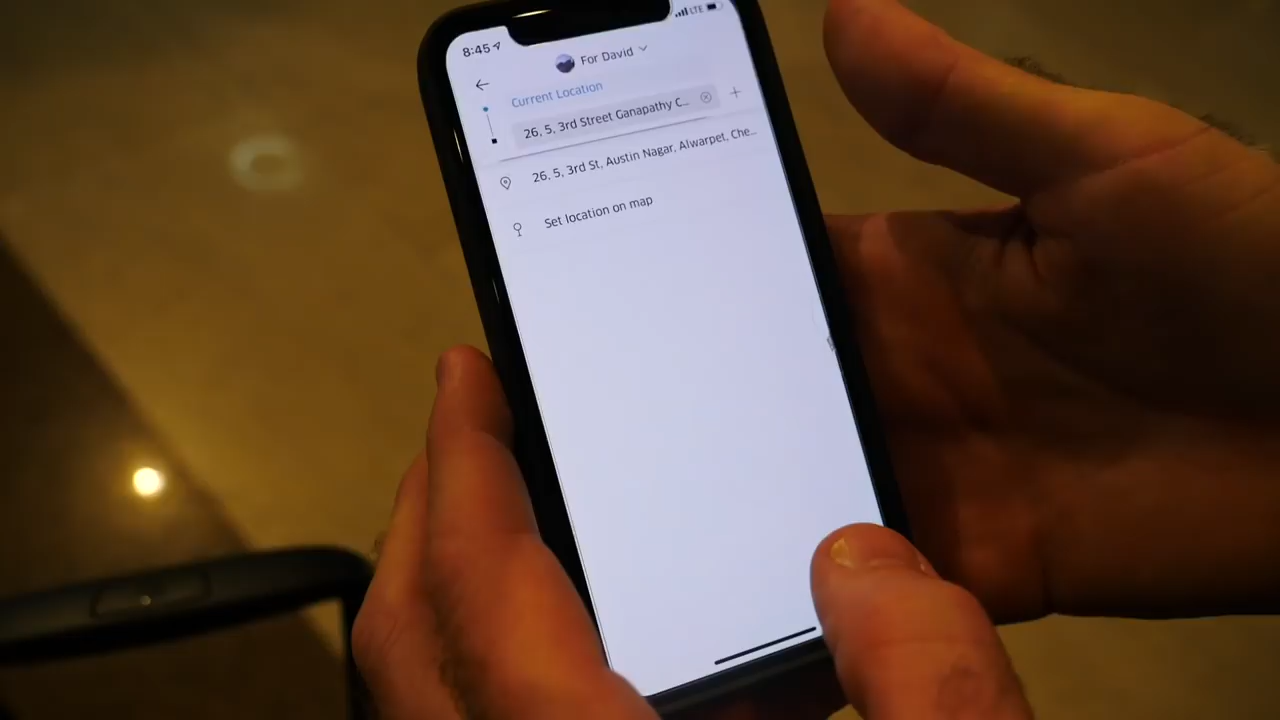 8:45 LTE
For David
Current Location
26, 5, 3rd Street Ganapathy C...
26, 5, 3rd St, Austin Nagar, Alwarpet, Che...
Set location on map